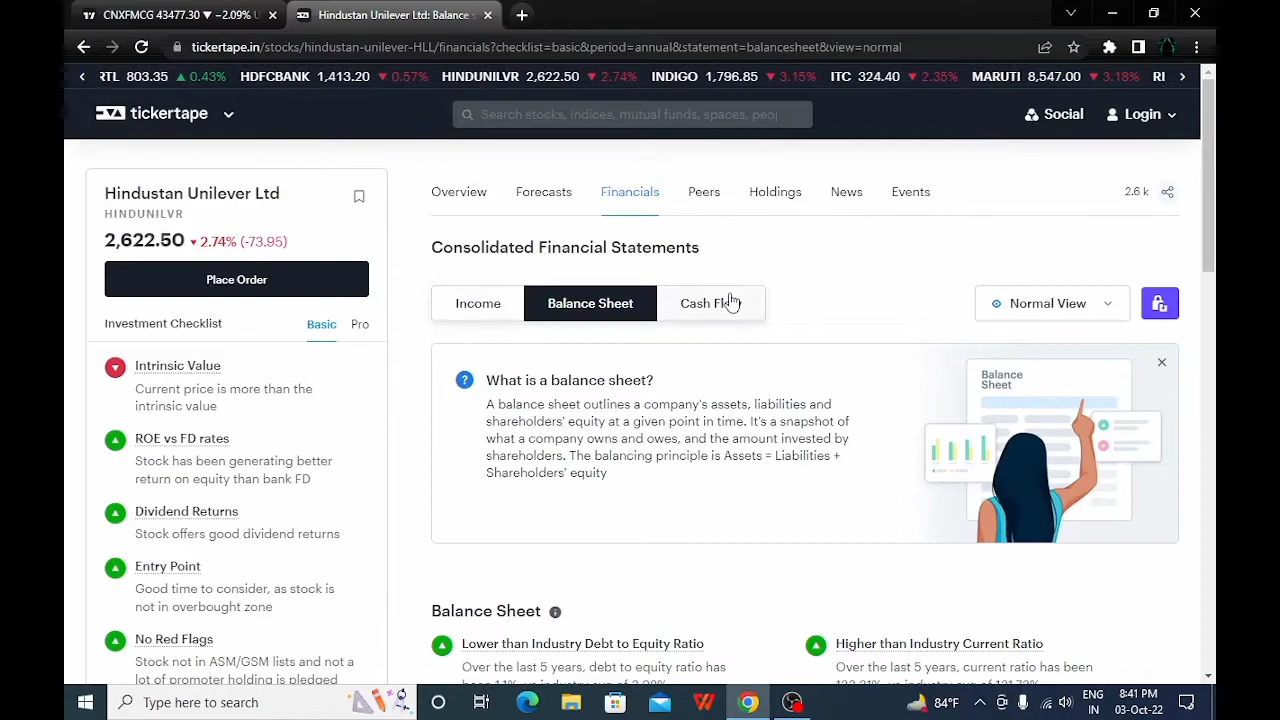 CNXFMCG 43477.30 ▼ −2.09% U
Hindustan Unilever Ltd: Balance
tickertape.in/stocks/hindustan-unilever-HLL/financials?checklist=basic&period=annual&statement=balancesheet&view=normal
RTL 803.35 ▲ 0.43% HDFCBANK 1,413.20 ▼ 0.57% HINDUNILVR 2,622.50 ▼ 2.74% INDIGO 1,796.85 ▼ 3.15% ITC 324.40 ▼ 2.35% MARUTI 8,547.00 ▼ 3.18% RI
tickertape
Search stocks, indices, mutual funds, spaces, peop
Social
Login
Hindustan Unilever Ltd
HINDUNILVR
2,622.50 ▼ 2.74% (-73.95)
Place Order
Investment Checklist Basic Pro
Intrinsic Value
Current price is more than the
intrinsic value
ROE vs FD rates
Stock has been generating better
return on equity than bank FD
Dividend Returns
Stock offers good dividend returns
Entry Point
Good time to consider, as stock is
not in overbought zone
No Red Flags
Stock not in ASM/GSM lists and not a
lot of promoter holding is pledged
Overview Forecasts Financials Peers Holdings News Events
2.6 k
Consolidated Financial Statements
Income Balance Sheet Cash
Normal View
What is a balance sheet?
A balance sheet outlines a company's assets, liabilities and
shareholders' equity at a given point in time. It's a snapshot of
what a company owns and owes, and the amount invested by
shareholders. The balancing principle is Assets = Liabilities +
Shareholders' equity
Balance
Sheet
Balance Sheet
Lower than Industry Debt to Equity Ratio
Over the last 5 years, debt to equity ratio has
Higher than Industry Current Ratio
Over the last 5 years, current ratio has been
Type here to search
84°F
ENG
IN
8:41 PM
03-Oct-22